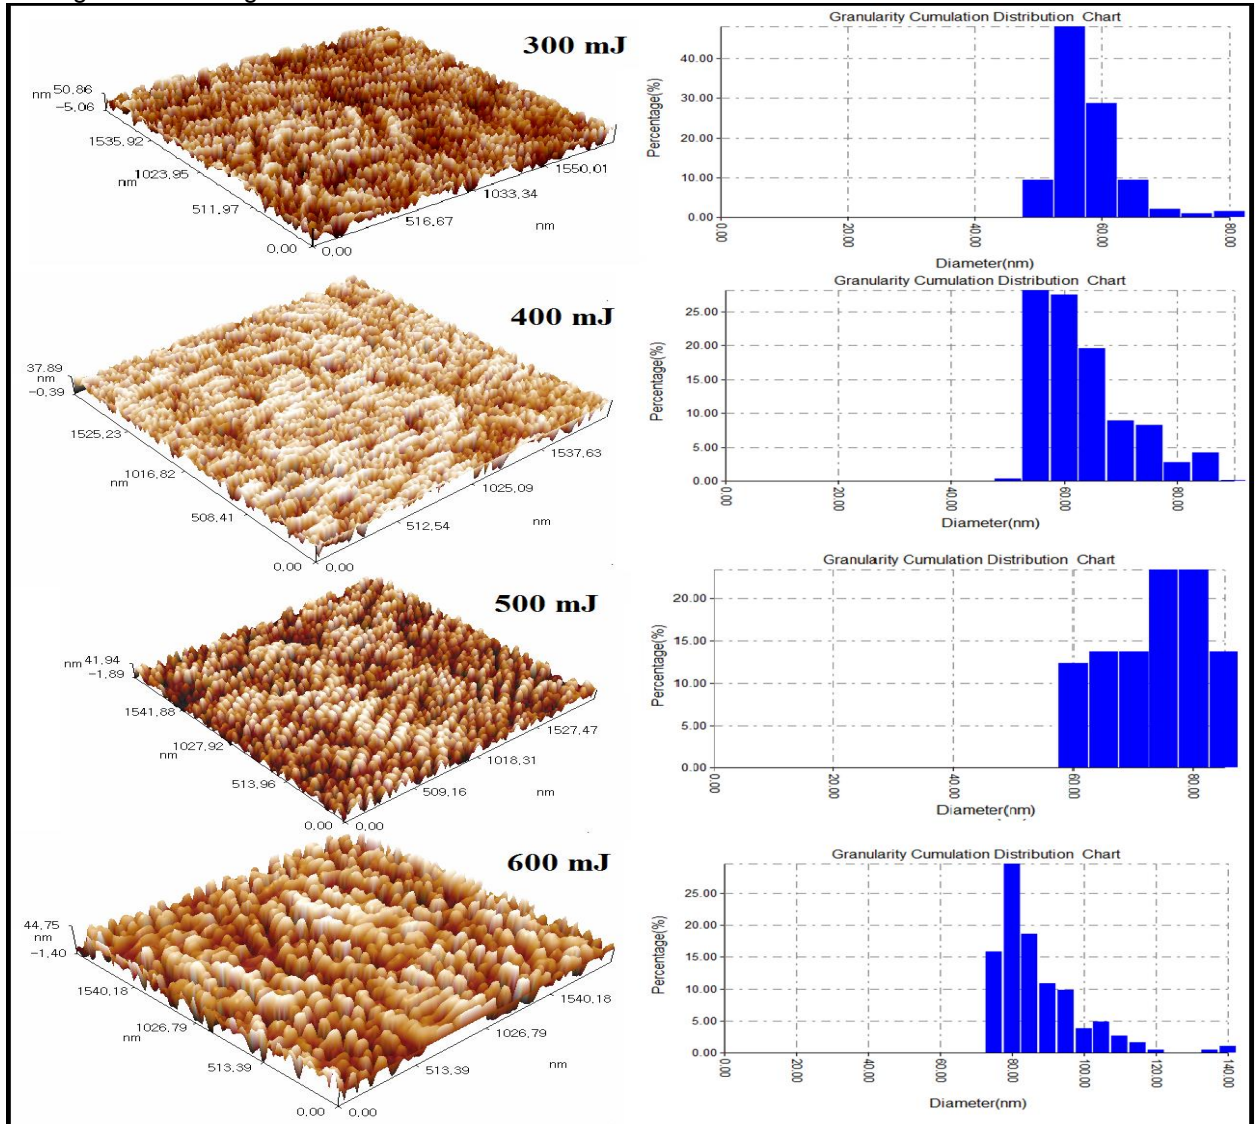 300 mJ
nm 50.86
-5.06
1535.92
1023.95
nm
511.97
0.00
0.00
516.67
1033.34
1550.01
nm
Granularity Cumulation Distribution Chart
Percentage(%)
40.00
30.00
20.00
10.00
0.00
0.00
20.00
40.00
60.00
80.00
Diameter(nm)
400 mJ
37.89
nm
-0.39
1525.23
1016.82
nm
508.41
0.00
0.00
512.54
1025.09
1537.63
nm
Granularity Cumulation Distribution Chart
Percentage(%)
25.00
20.00
15.00
10.00
5.00
0.00
0.00
20.00
40.00
60.00
80.00
Diameter(nm)
500 mJ
nm 41.94
-1.89
1541.88
1027.92
nm
513.96
0.00
0.00
509.16
1018.31
1527.47
nm
Granularity Cumulation Distribution Chart
Percentage(%)
20.00
15.00
10.00
5.00
0.00
0.00
20.00
40.00
60.00
80.00
Diameter(nm)
600 mJ
44.75
nm
-1.40
1540.18
1026.79
nm
513.39
0.00
0.00
513.39
1026.79
1540.18
nm
Granularity Cumulation Distribution Chart
Percentage(%)
25.00
20.00
15.00
10.00
5.00
0.00
0.00
20.00
40.00
60.00
80.00
100.00
120.00
140.00
Diameter(nm)